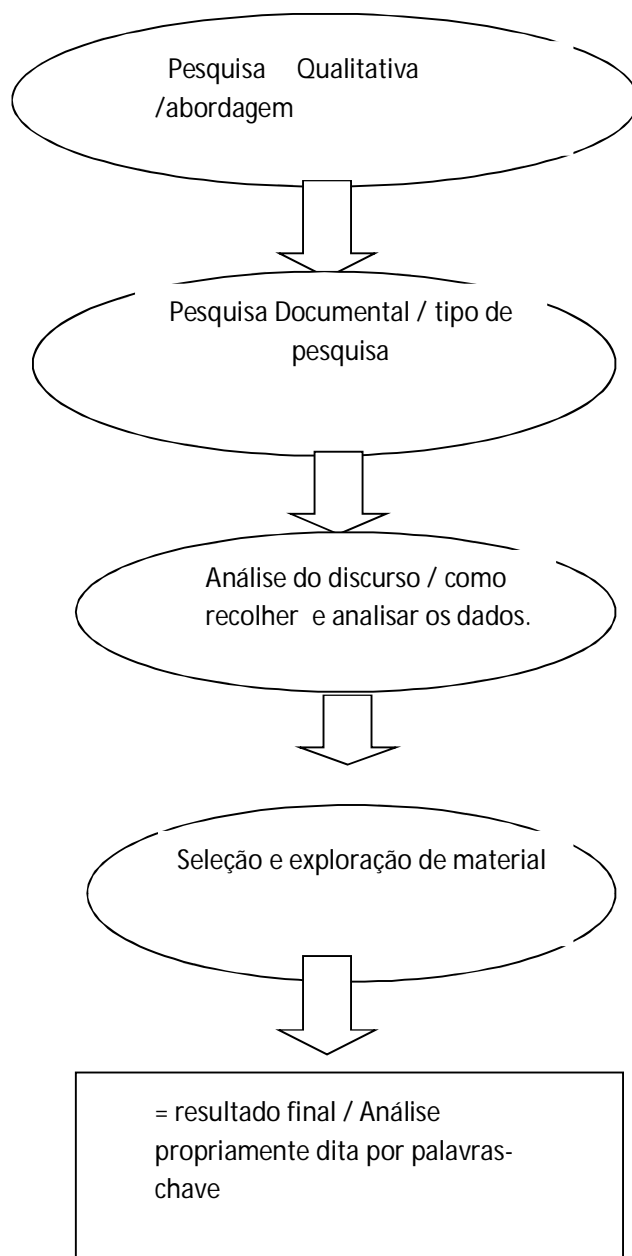 Pesquisa Qualitativa
/abordagem
Pesquisa Documental / tipo de
pesquisa
Análise do discurso / como
recolher e analisar os dados.
Seleção e exploração de material
= resultado final / Análise
propriamente dita por palavras-
chave